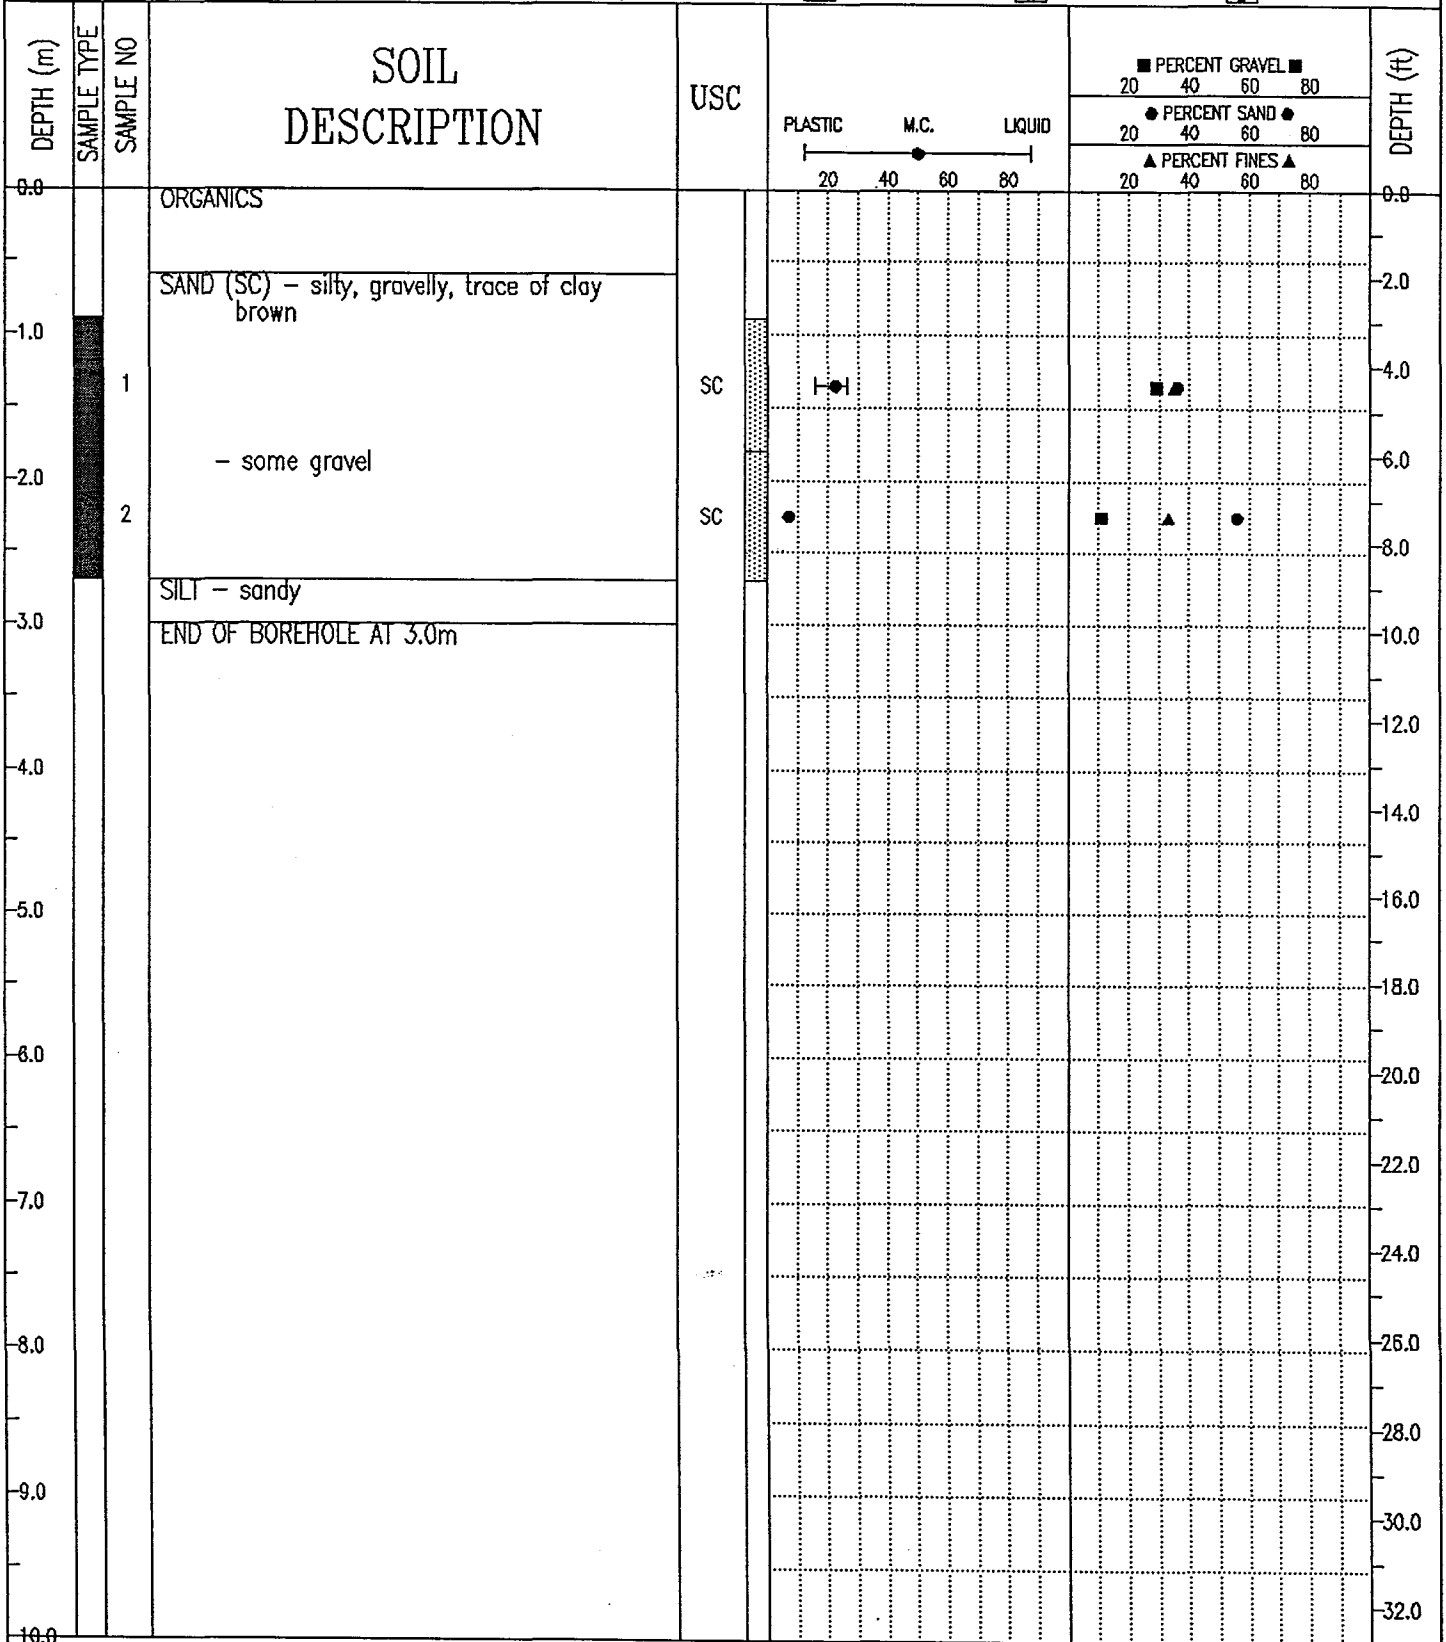 DEPTH (m)
SAMPLE TYPE
SAMPLE NO
SOIL
DESCRIPTION
USC
PLASTIC M.C. LIQUID
20 40 60 80
■ PERCENT GRAVEL ■
20 40 60 80
● PERCENT SAND ●
20 40 60 80
▲ PERCENT FINES ▲
20 40 60 80
DEPTH (ft)
0.0
ORGANICS
0.0
SAND (SC) – silty, gravelly, trace of clay
brown
2.0
1.0
1
SC
4.0
– some gravel
6.0
2.0
2
SC
8.0
SILT – sandy
3.0
END OF BOREHOLE AT 3.0m
10.0
12.0
4.0
14.0
5.0
16.0
18.0
6.0
20.0
22.0
7.0
24.0
8.0
26.0
28.0
9.0
30.0
32.0
10.0